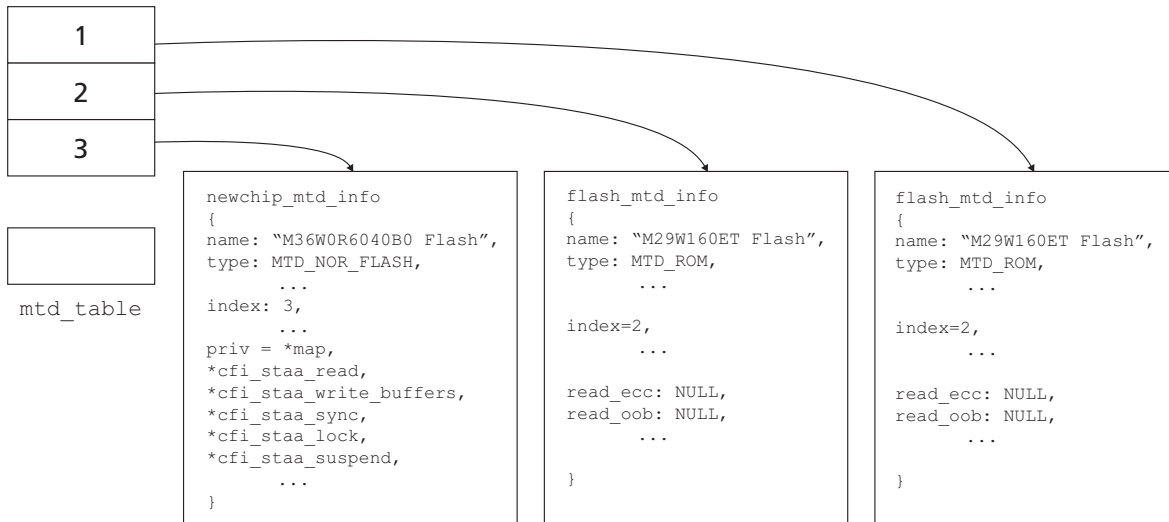 1
2
3
mtd_table
newchip_mtd_info
{
name: “M36W0R6040B0 Flash”,
type: MTD_NOR_FLASH,
...
index: 3,
...
priv = *map,
*cfi_staa_read,
*cfi_staa_write_buffers,
*cfi_staa_sync,
*cfi_staa_lock,
*cfi_staa_suspend,
...
}
flash_mtd_info
{
name: “M29W160ET Flash”,
type: MTD_ROM,
...
index=2,
...
read_ecc: NULL,
read_oob: NULL,
...
}
flash_mtd_info
{
name: “M29W160ET Flash”,
type: MTD_ROM,
...
index=2,
...
read_ecc: NULL,
read_oob: NULL,
...
}